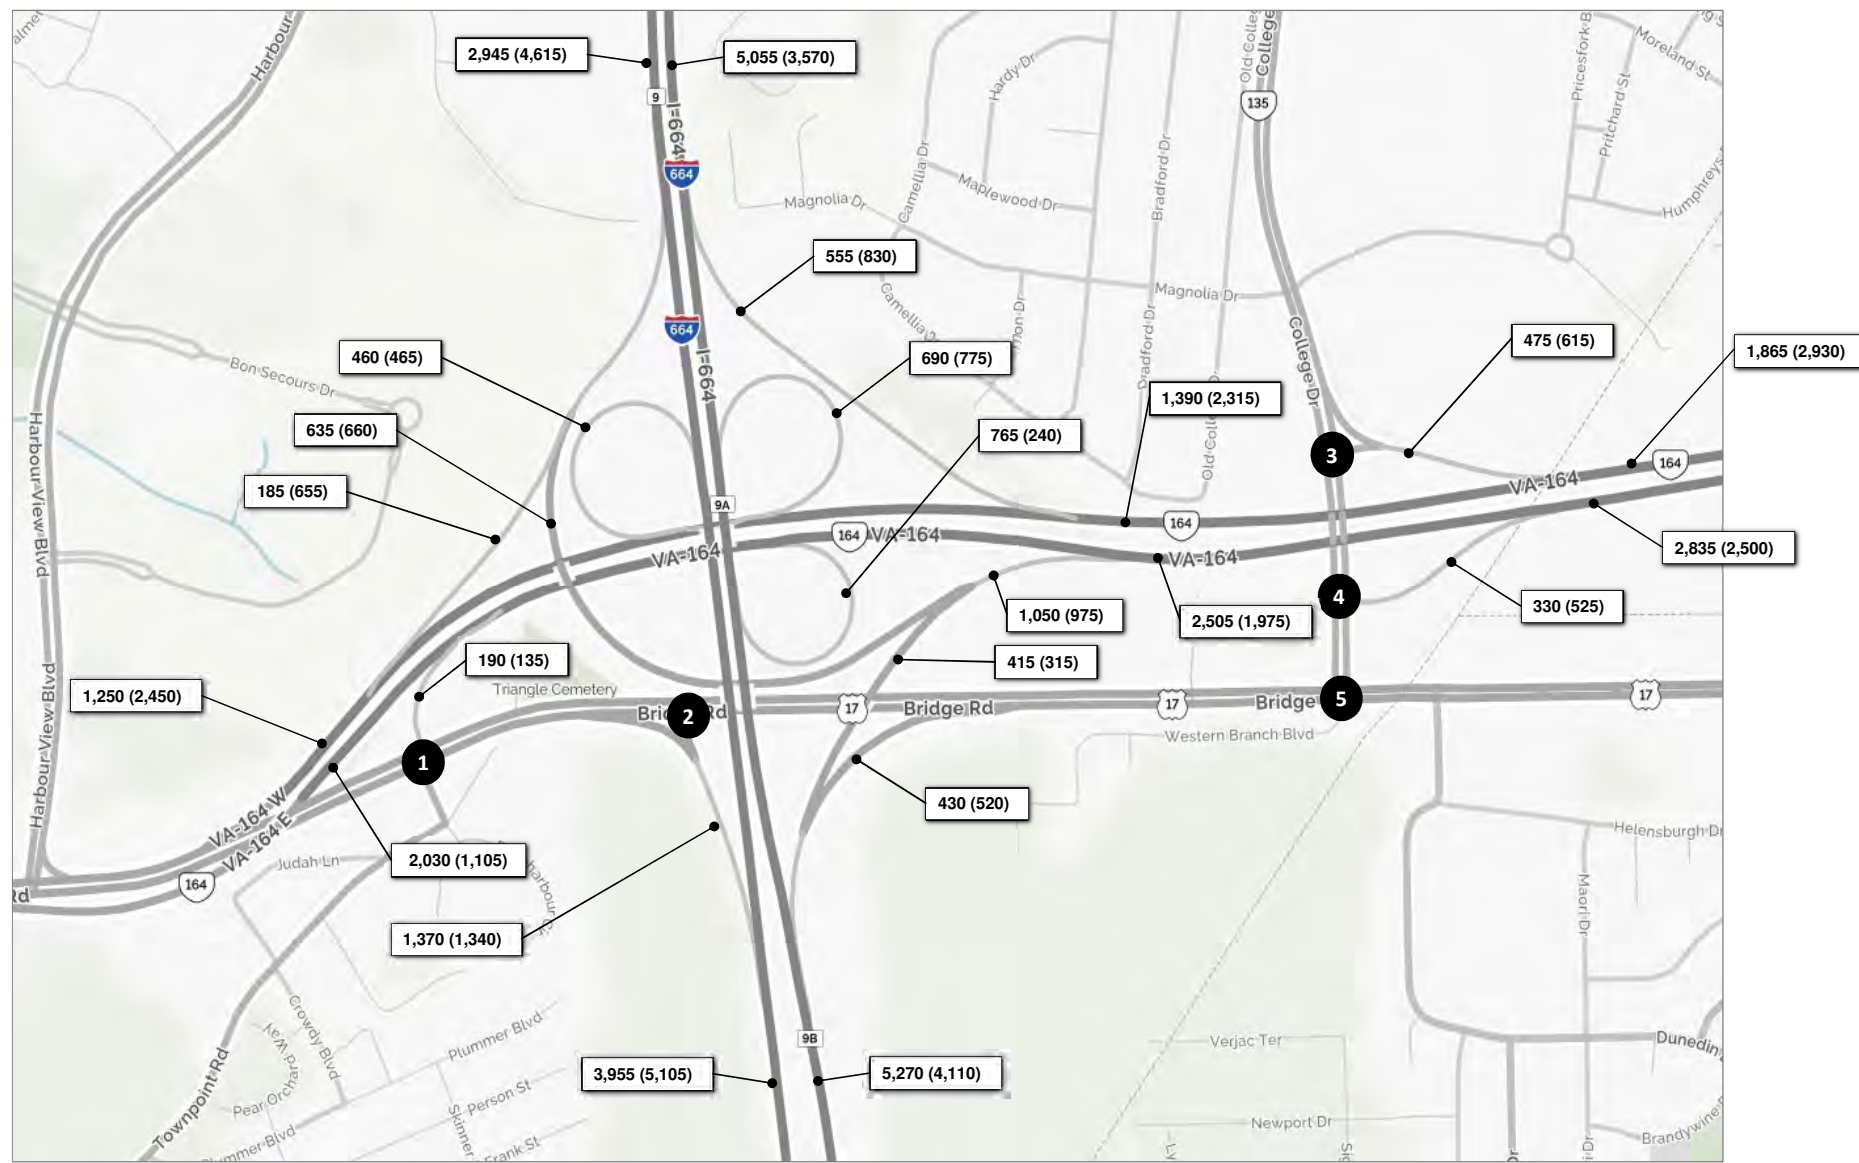 almet
Harbour
2,945 (4,615)
5,055 (3,570)
9
I-664
664
Hardy Dr
Old College
College
135
Pricesfork B
Moreland St
Pritchard St
Humphreys
Camellia Dr
Maplewood Dr
Bradford Dr
Magnolia Dr
555 (830)
Camellia D
Magnolia Dr
664
I-664
Bradford Dr
College Dr
475 (615)
1,865 (2,930)
460 (465)
690 (775)
Bon Secours Dr
1,390 (2,315)
635 (660)
765 (240)
Harbour View Blvd
185 (655)
3
164
VA-164
9A
164
VA-164
164
VA-164
VA-164
2,835 (2,500)
1,050 (975)
2,505 (1,975)
4
330 (525)
190 (135)
415 (315)
Triangle Cemetery
1,250 (2,450)
Harbour View Blvd
2
17
Bridge Rd
17
Bridge
5
17
Western Branch Blvd
1
430 (520)
VA-164 W
VA-164 E
2,030 (1,105)
Judah Ln
164
Rd
Helensburgh Dr
Maori Dr
1,370 (1,340)
Crowdy Blvd
Plummer Blvd
9B
Verjac Ter
Dunedin
3,955 (5,105)
5,270 (4,110)
Townpoint Rd
Pear Orchard Way
Person St
Skinner
Newport Dr
Brandywine
Frank St